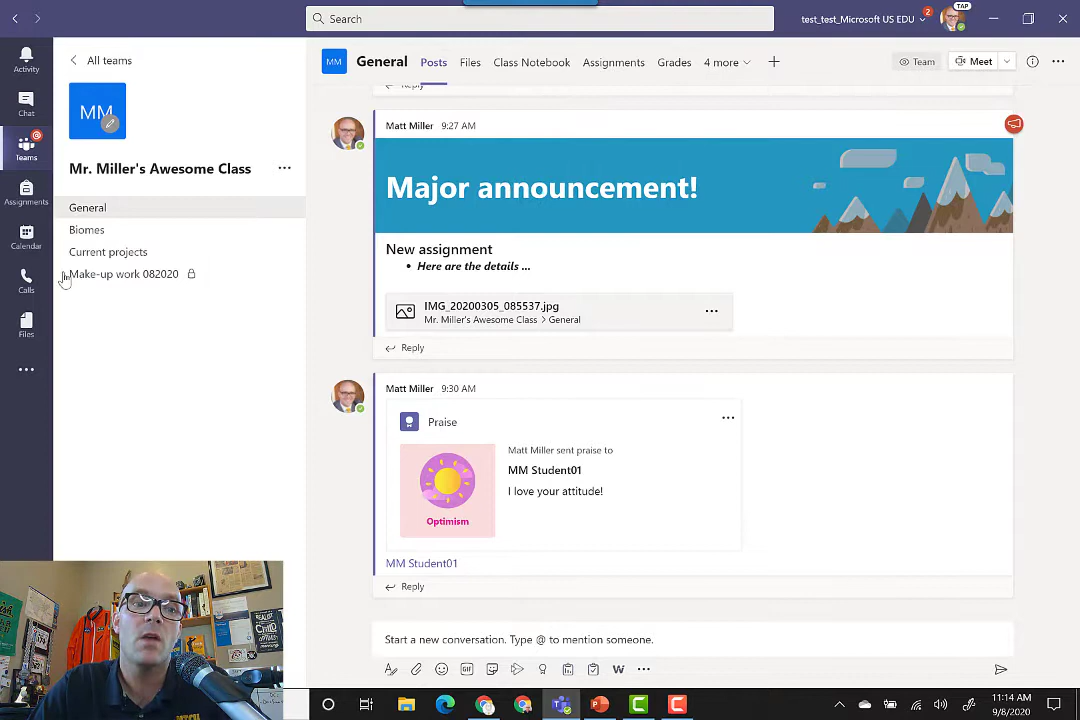 Search
test_test_Microsoft US EDU
2
TAP
Activity
Chat
Teams
Assignments
Calendar
Calls
Files
All teams
MM
Mr. Miller's Awesome Class
General
Biomes
Current projects
Make-up work 082020
MM
General
Posts
Files
Class Notebook
Assignments
Grades
4 more
Team
Meet
Reply
Matt Miller 9:27 AM
Major announcement!
New assignment
• Here are the details ...
IMG_20200305_085537.jpg
Mr. Miller's Awesome Class > General
Reply
Matt Miller 9:30 AM
Praise
Matt Miller sent praise to
MM Student01
I love your attitude!
Optimism
MM Student01
Reply
Start a new conversation. Type @ to mention someone.
GIF
11:14 AM
9/8/2020